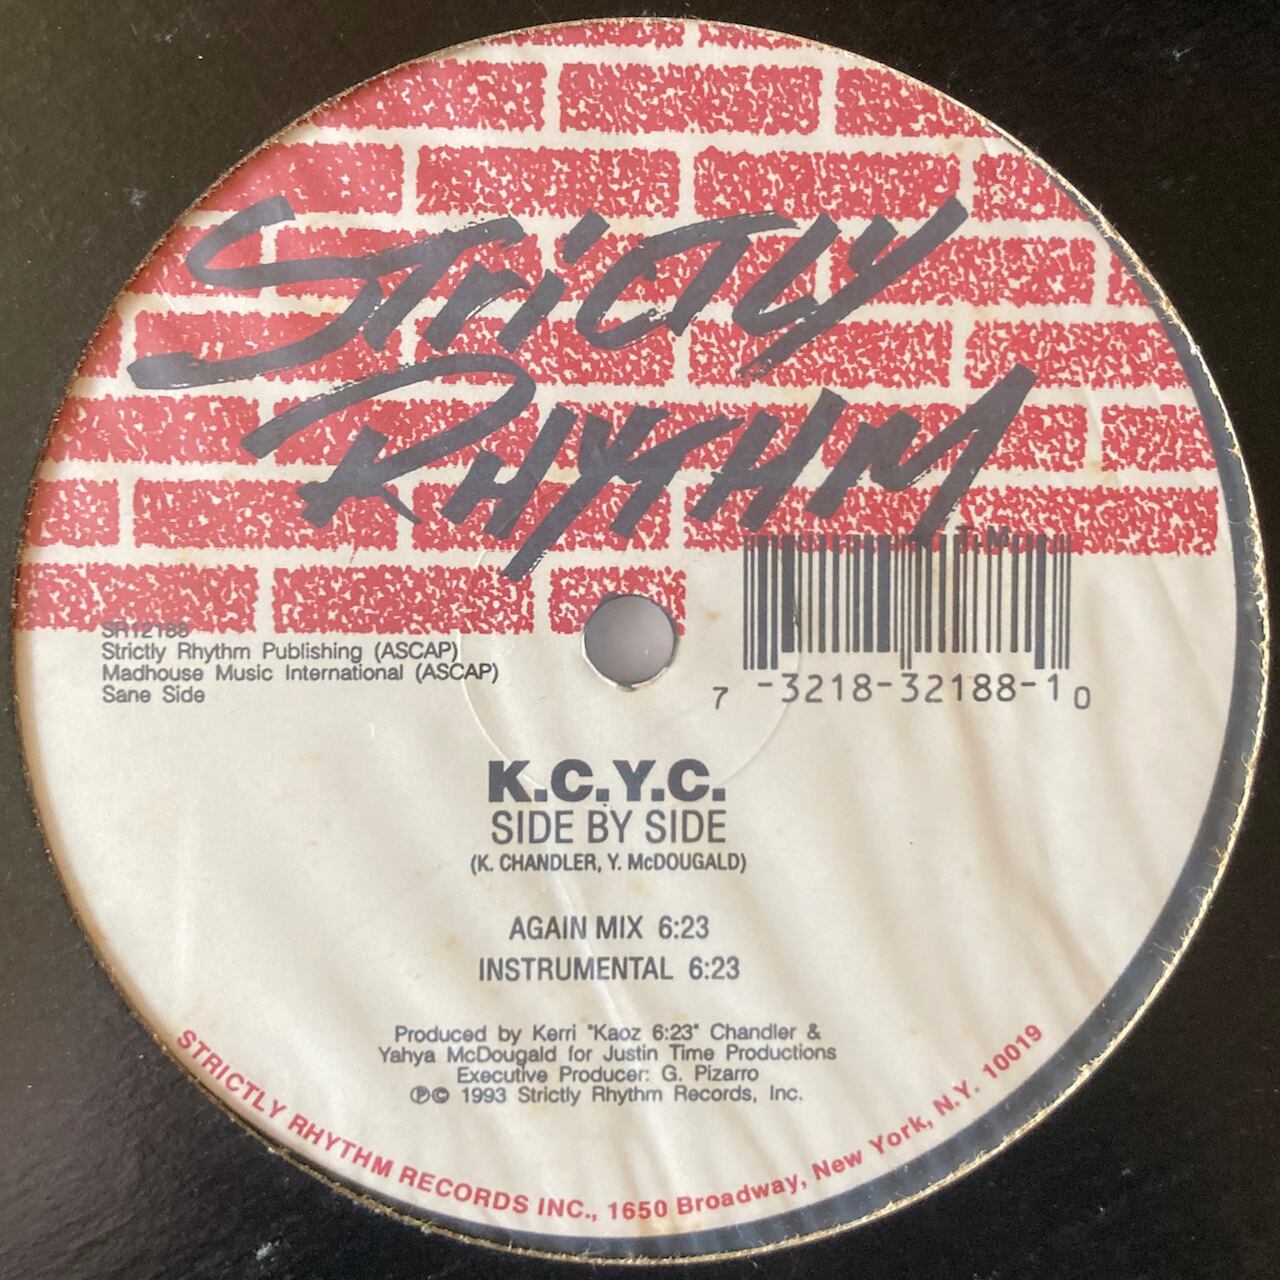 STRICTLY
RHYTHM
T.M.
SR12188
Strictly Rhythm Publishing (ASCAP)
Madhouse Music International (ASCAP)
Sane Side
7 -3218-32188-1 0
K.C.Y.C.
SIDE BY SIDE
(K. CHANDLER, Y. McDOUGALD)
AGAIN MIX 6:23
INSTRUMENTAL 6:23
Produced by Kerri "Kaoz 6:23" Chandler &
Yahya McDougald for Justin Time Productions
Executive Producer: G. Pizarro
℗© 1993 Strictly Rhythm Records, Inc.
STRICTLY RHYTHM RECORDS INC., 1650 Broadway, New York, N.Y. 10019